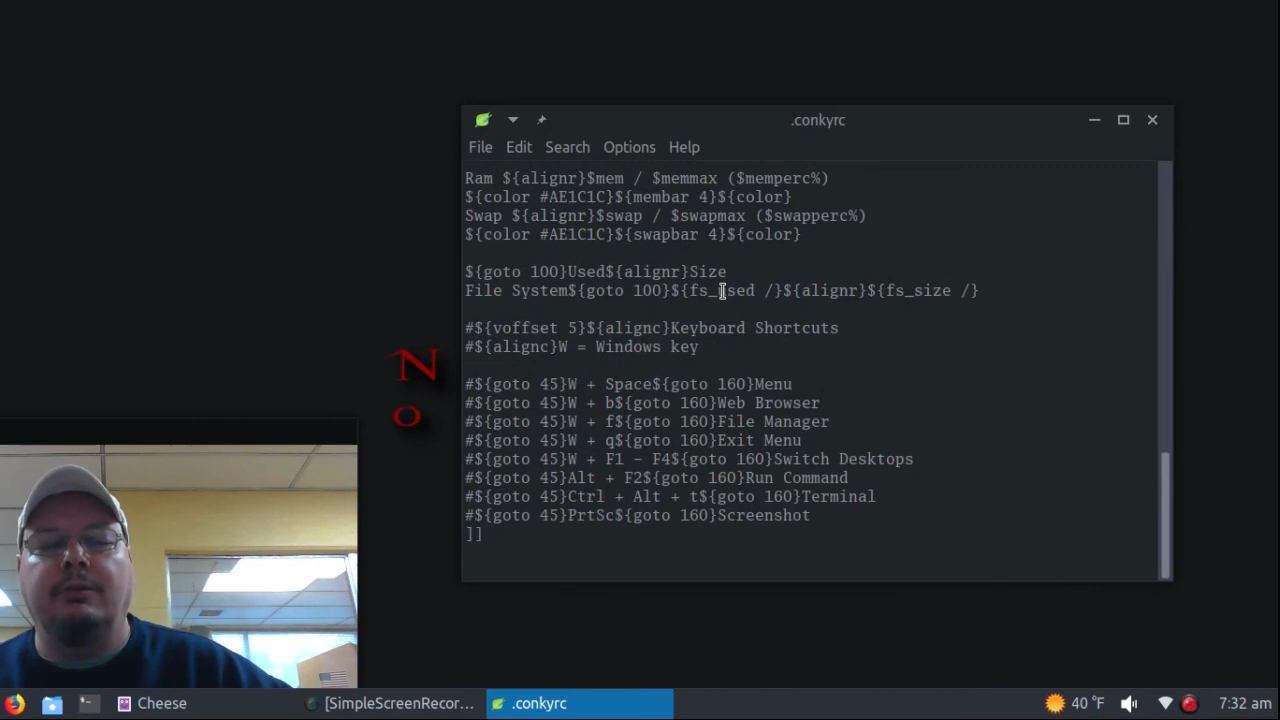 .conkyrc
File Edit Search Options Help
Ram ${alignr}$mem / $memmax ($memperc%)
${color #AE1C1C}${membar 4}${color}
Swap ${alignr}$swap / $swapmax ($swapperc%)
${color #AE1C1C}${swapbar 4}${color}
${goto 100}Used${alignr}Size
File System${goto 100}${fs_used /}${alignr}${fs_size /}
#${voffset 5}${alignc}Keyboard Shortcuts
#${alignc}W = Windows key
#${goto 45}W + Space${goto 160}Menu
#${goto 45}W + b${goto 160}Web Browser
#${goto 45}W + f${goto 160}File Manager
#${goto 45}W + q${goto 160}Exit Menu
#${goto 45}W + F1 - F4${goto 160}Switch Desktops
#${goto 45}Alt + F2${goto 160}Run Command
#${goto 45}Ctrl + Alt + t${goto 160}Terminal
#${goto 45}PrtSc${goto 160}Screenshot
]]
N
o
Cheese [SimpleScreenRecor... .conkyrc 40 °F 7:32 am